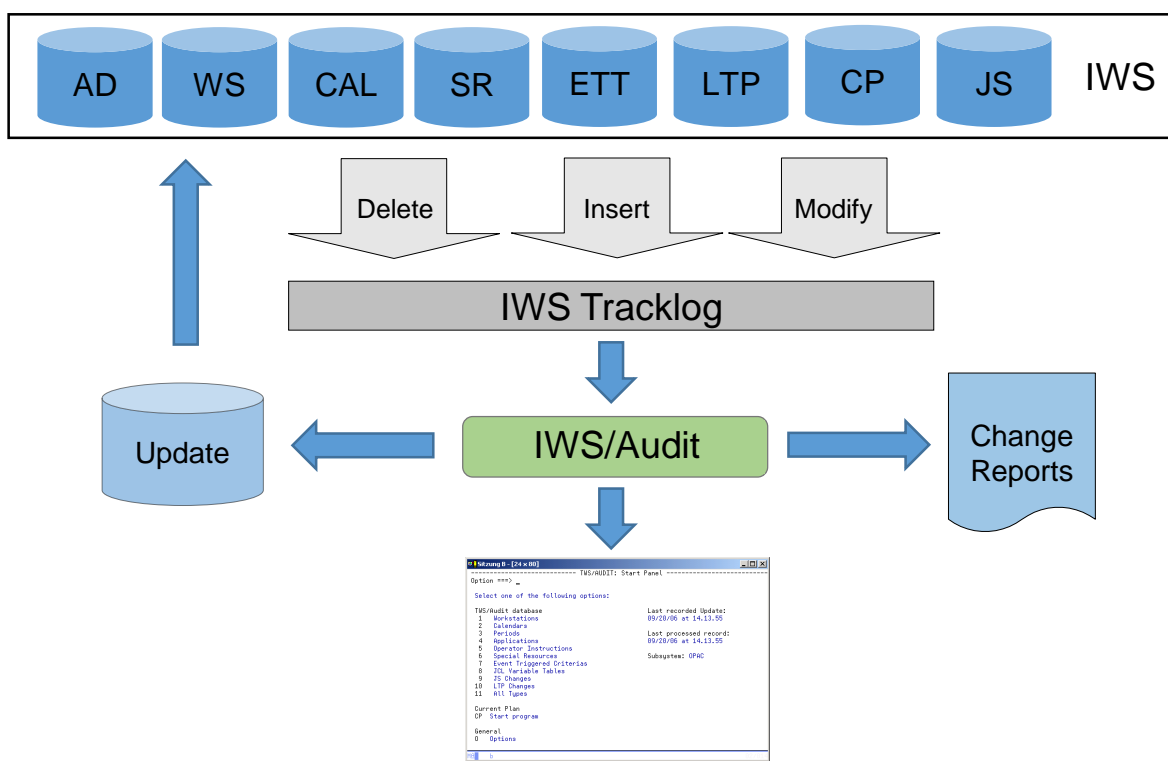 AD WS CAL SR ETT LTP CP JS IWS
Delete Insert Modify
IWS Tracklog
Update
IWS/Audit
Change
Reports
Sitzung B - [24 x 80]
---------------------------- TWS/AUDIT: Start Panel ---------------------------
Option ===> _
Select one of the following options:
TWS/Audit database Last recorded Update:
1 Workstations 09/20/06 at 14.13.55
2 Calendars
3 Periods Last processed record:
4 Applications 09/20/06 at 14.13.55
5 Operator Instructions
6 Special Resources Subsystem: OPAC
7 Event Triggered Criterias
8 JCL Variable Tables
9 JS Changes
10 LTP Changes
11 All Types
Current Plan
CP Start program
General
O Options
b